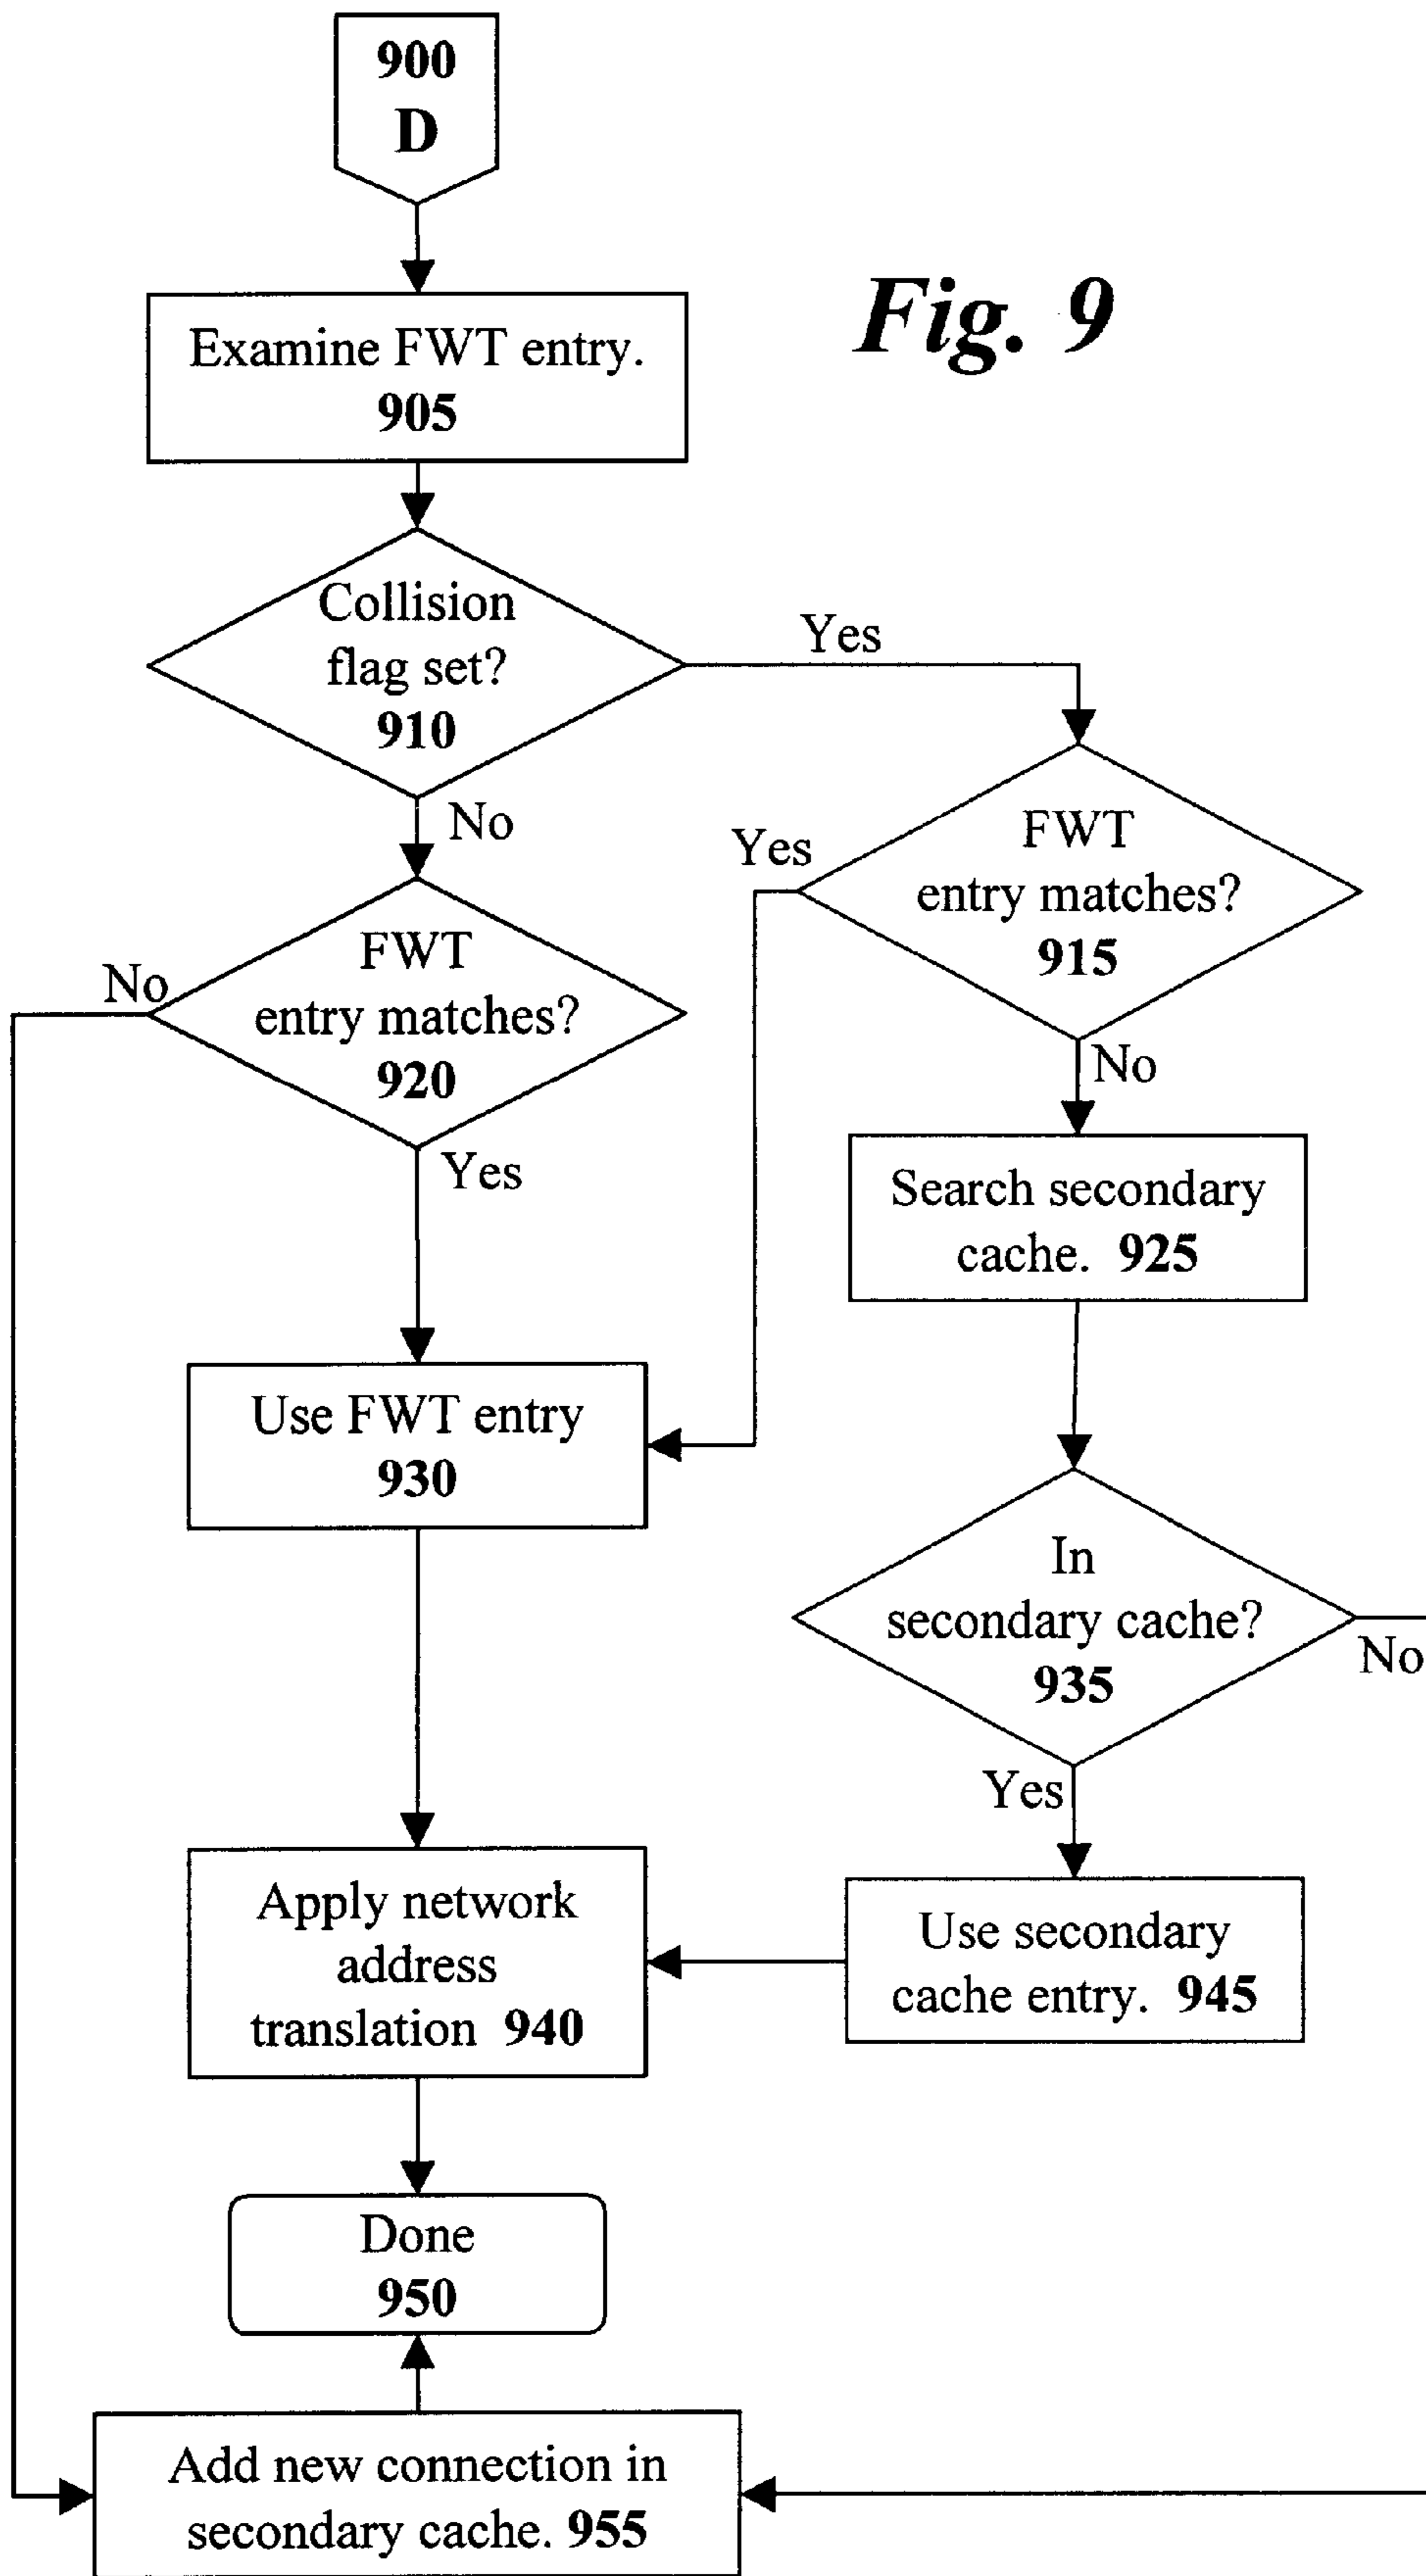 900
D
Fig. 9
Examine FWT entry.
905
Collision
flag set?
910
Yes
No
FWT
entry matches?
915
Yes
No
FWT
entry matches?
920
No
Yes
Search secondary
cache. 925
Use FWT entry
930
In
secondary cache?
935
No
Yes
Apply network
address
translation 940
Use secondary
cache entry. 945
Done
950
Add new connection in
secondary cache. 955